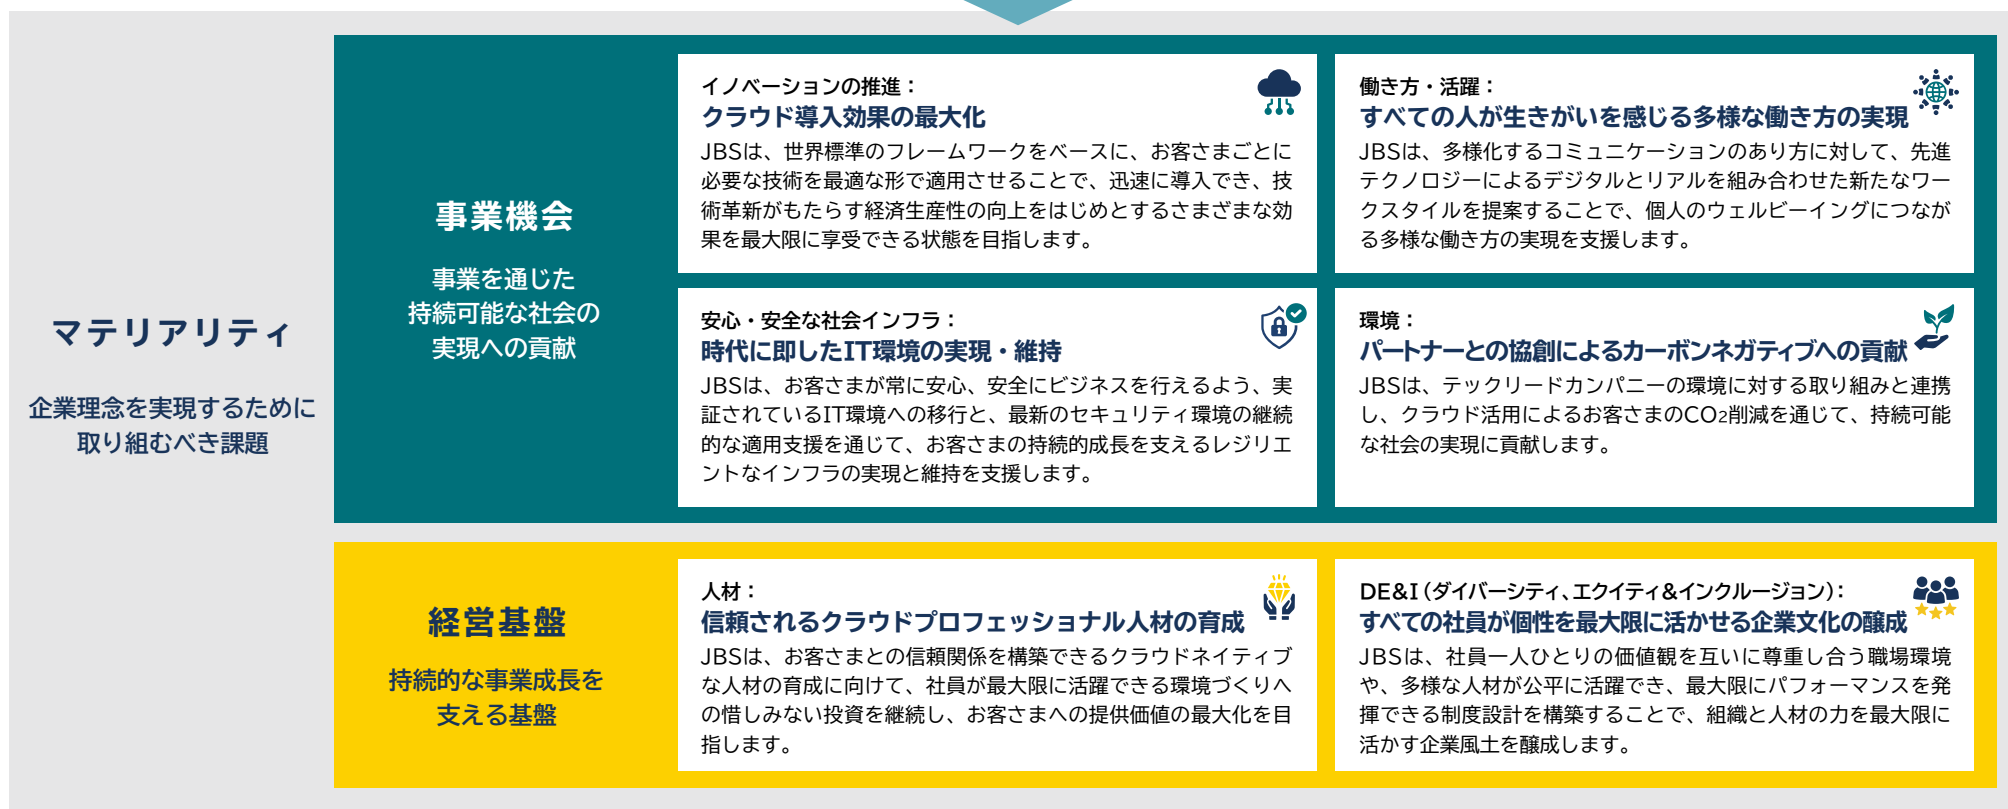 マテリアリティ
企業理念を実現するために
取り組むべき課題
事業機会
事業を通じた
持続可能な社会の
実現への貢献
イノベーションの推進：
クラウド導入効果の最大化
JBSは、世界標準のフレームワークをベースに、お客さまごとに
必要な技術を最適な形で適用させることで、迅速に導入でき、技
術革新がもたらす経済生産性の向上をはじめとするさまざまな効
果を最大限に享受できる状態を目指します。
働き方・活躍：
すべての人が生きがいを感じる多様な働き方の実現
JBSは、多様化するコミュニケーションのあり方に対して、先進
テクノロジーによるデジタルとリアルを組み合わせた新たなワー
クスタイルを提案することで、個人のウェルビーイングにつなが
る多様な働き方の実現を支援します。
安心・安全な社会インフラ：
時代に即したIT環境の実現・維持
JBSは、お客さまが常に安心、安全にビジネスを行えるよう、実
証されているIT環境への移行と、最新のセキュリティ環境の継続
的な適用支援を通じて、お客さまの持続的成長を支えるレジリエ
ントなインフラの実現と維持を支援します。
環境：
パートナーとの協創によるカーボンネガティブへの貢献
JBSは、テックリードカンパニーの環境に対する取り組みと連携
し、クラウド活用によるお客さまのCO2削減を通じて、持続可能
な社会の実現に貢献します。
経営基盤
持続的な事業成長を
支える基盤
人材：
信頼されるクラウドプロフェッショナル人材の育成
JBSは、お客さまとの信頼関係を構築できるクラウドネイティブ
な人材の育成に向けて、社員が最大限に活躍できる環境づくりへ
の惜しみない投資を継続し、お客さまへの提供価値の最大化を目
指します。
DE&I（ダイバーシティ、エクイティ&インクルージョン）：
すべての社員が個性を最大限に活かせる企業文化の醸成
JBSは、社員一人ひとりの価値観を互いに尊重し合う職場環境
や、多様な人材が公平に活躍でき、最大限にパフォーマンスを発
揮できる制度設計を構築することで、組織と人材の力を最大限に
活かす企業風土を醸成します。